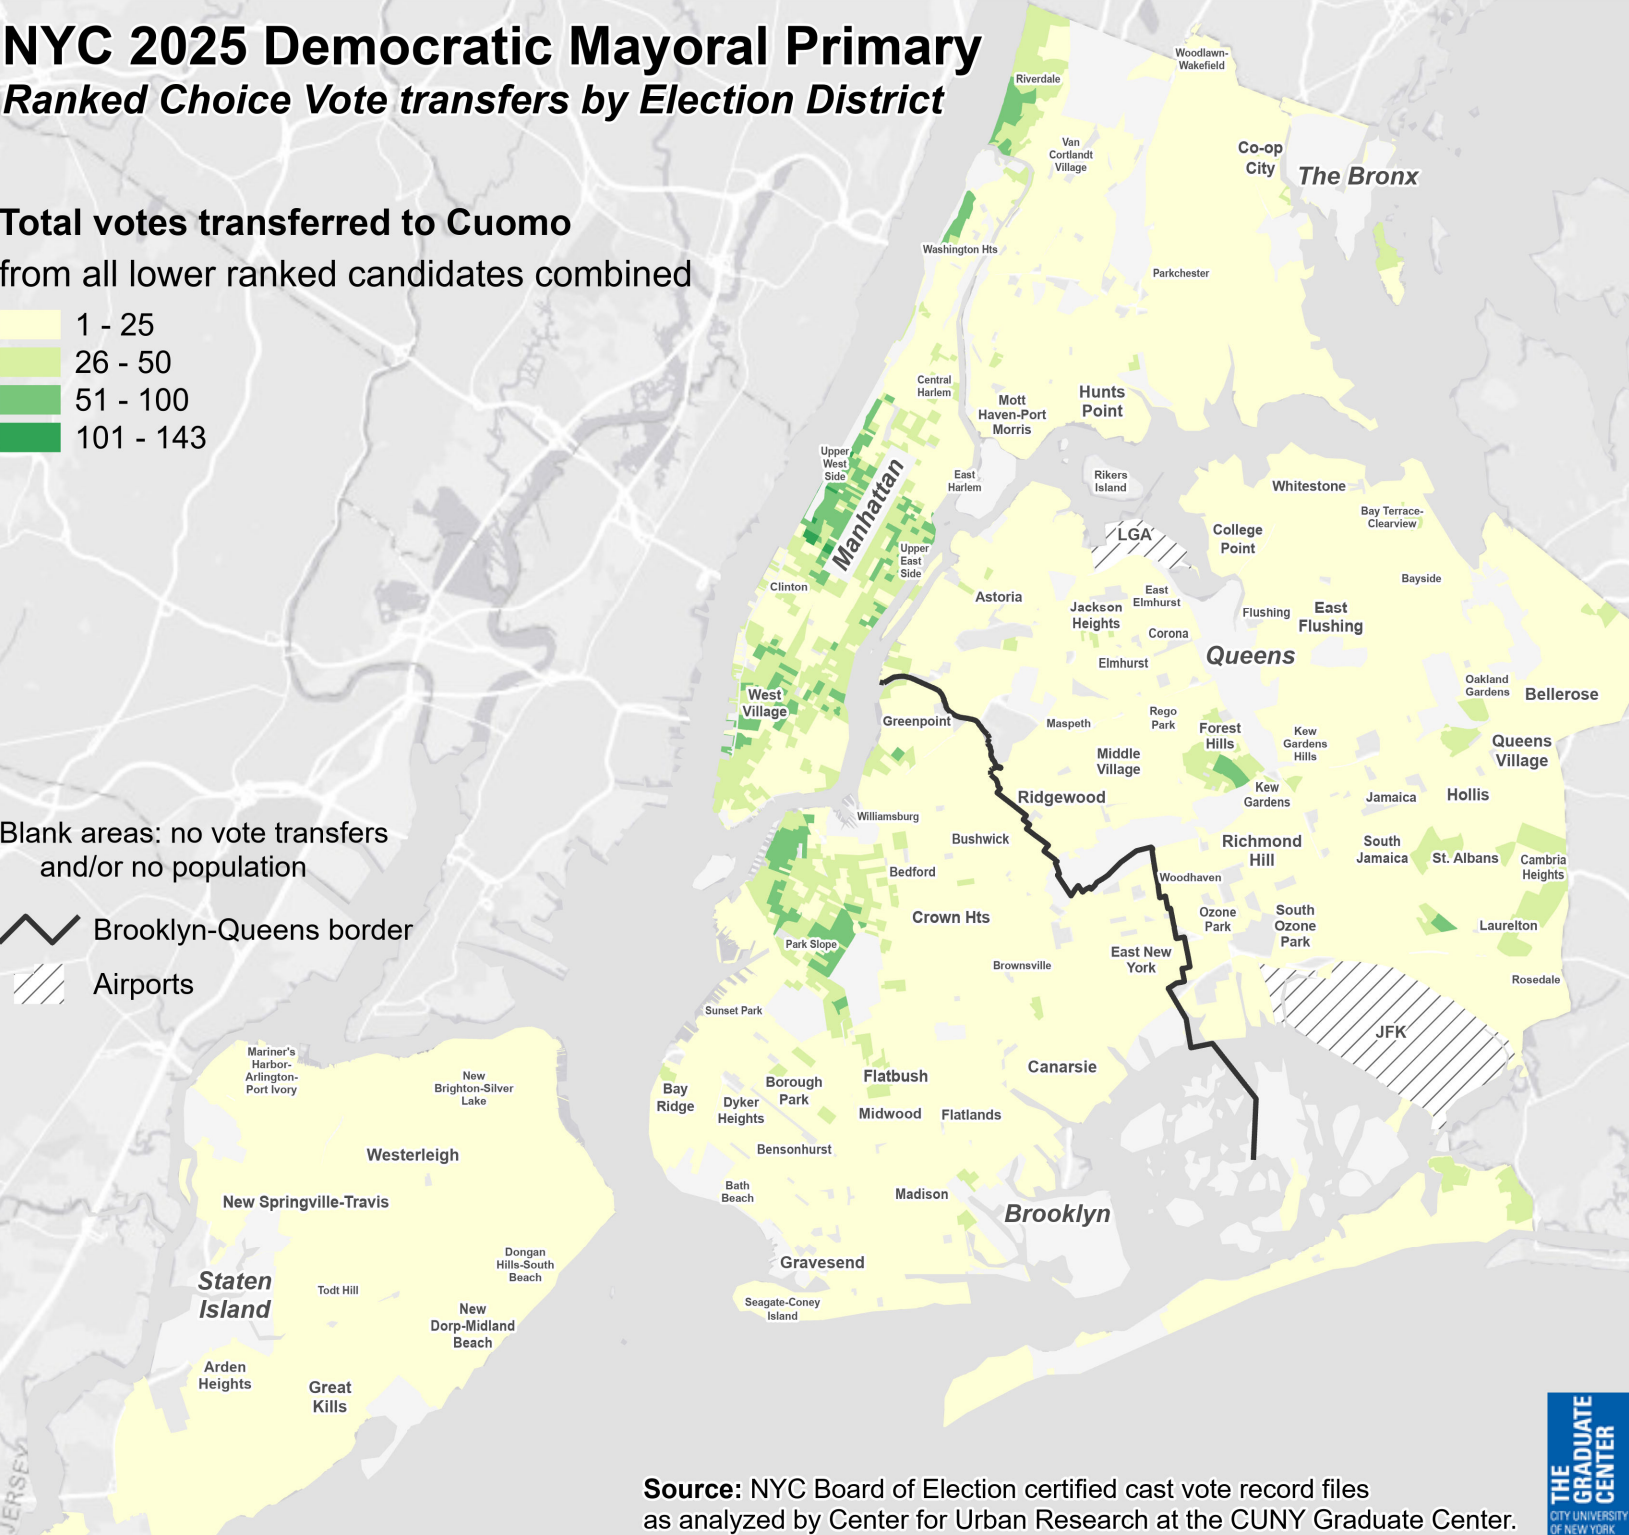 NYC 2025 Democratic Mayoral Primary
Ranked Choice Vote transfers by Election District
Total votes transferred to Cuomo
from all lower ranked candidates combined
1 - 25
26 - 50
51 - 100
101 - 143
Blank areas: no vote transfers
and/or no population
Brooklyn-Queens border
Airports
Woodlawn-
Wakefield
Riverdale
Van
Cortlandt
Village
Co-op
City
The Bronx
Washington Hts
Parkchester
Central
Harlem
Mott
Haven-Port
Morris
Hunts
Point
Upper
West
Side
Manhattan
East
Harlem
Rikers
Island
Whitestone
Bay Terrace-
Clearview
LGA
College
Point
Upper
East
Side
Clinton
Astoria
Jackson
Heights
East
Elmhurst
Corona
Elmhurst
Flushing
East
Flushing
Bayside
Queens
Oakland
Gardens
Bellerose
West
Village
Greenpoint
Maspeth
Rego
Park
Forest
Hills
Kew
Gardens
Hills
Middle
Village
Queens
Village
Ridgewood
Kew
Gardens
Jamaica
Hollis
Williamsburg
Bushwick
Richmond
Hill
South
Jamaica
St. Albans
Cambria
Heights
Bedford
Woodhaven
Crown Hts
Ozone
Park
South
Ozone
Park
Laurelton
Park Slope
East New
York
Brownsville
Rosedale
Sunset Park
JFK
Canarsie
Bay
Ridge
Dyker
Heights
Borough
Park
Flatbush
Midwood
Flatlands
Bensonhurst
Bath
Beach
Madison
Brooklyn
Gravesend
Seagate-Coney
Island
Mariner's
Harbor-
Arlington-
Port Ivory
New
Brighton-Silver
Lake
Westerleigh
New Springville-Travis
Dongan
Hills-South
Beach
Staten
Island
Todt Hill
New
Dorp-Midland
Beach
Arden
Heights
Great
Kills
JERSEY
Source: NYC Board of Election certified cast vote record files
as analyzed by Center for Urban Research at the CUNY Graduate Center.
THE
GRADUATE
CENTER
CITY UNIVERSITY
OF NEW YORK